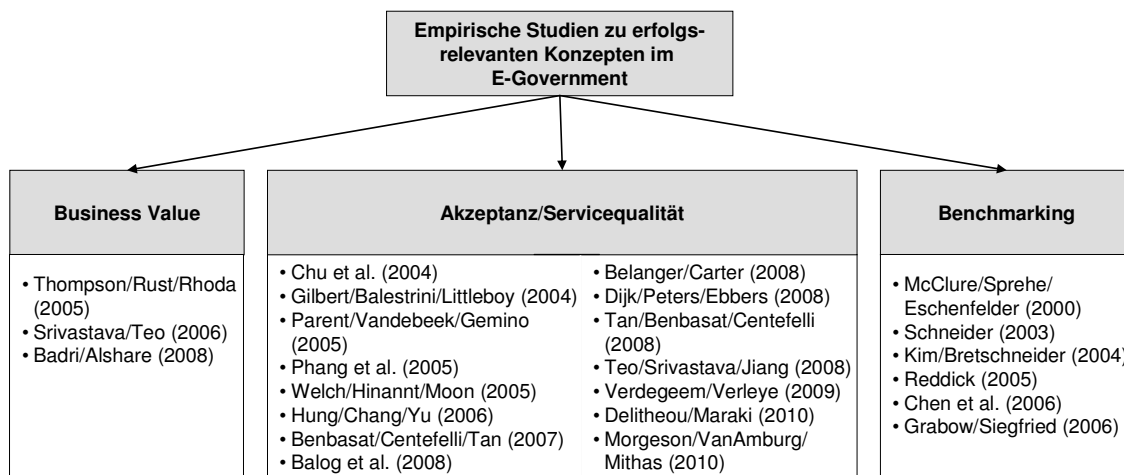 Empirische Studien zu erfolgs-
relevanten Konzepten im
E-Government
Business Value
• Thompson/Rust/Rhoda
(2005)
• Srivastava/Teo (2006)
• Badri/Alshare (2008)
Akzeptanz/Servicequalität
• Chu et al. (2004)
• Gilbert/Balestrini/Littleboy (2004)
• Parent/Vandebeek/Gemino
(2005)
• Phang et al. (2005)
• Welch/Hinannt/Moon (2005)
• Hung/Chang/Yu (2006)
• Benbasat/Centefelli/Tan (2007)
• Balog et al. (2008)
• Belanger/Carter (2008)
• Dijk/Peters/Ebbers (2008)
• Tan/Benbasat/Centefelli
(2008)
• Teo/Srivastava/Jiang (2008)
• Verdegeem/Verleye (2009)
• Delitheou/Maraki (2010)
• Morgeson/VanAmburg/
Mithas (2010)
Benchmarking
• McClure/Sprehe/
Eschenfelder (2000)
• Schneider (2003)
• Kim/Bretschneider (2004)
• Reddick (2005)
• Chen et al. (2006)
• Grabow/Siegfried (2006)